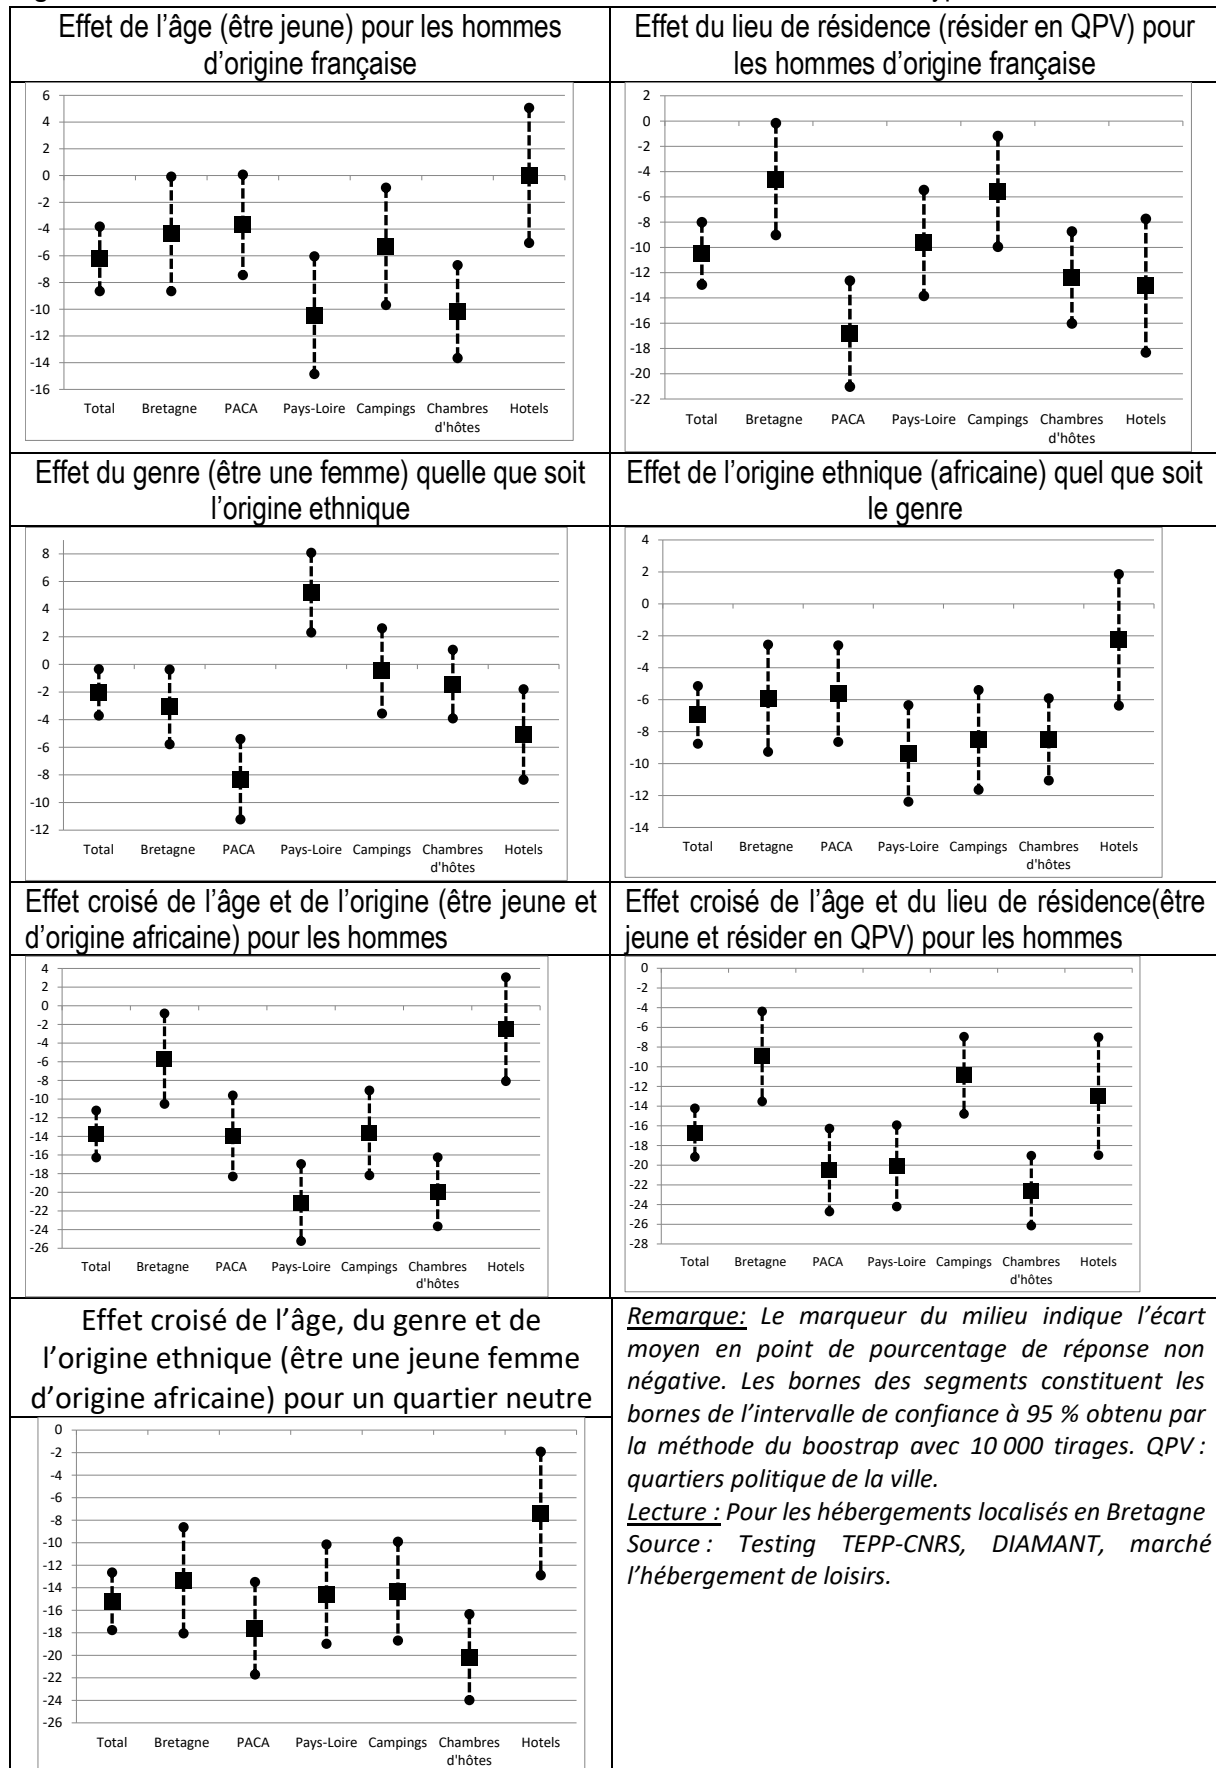 Effet de l'âge (être jeune) pour les hommes
d'origine française
6
4
2
0
-2
-4
-6
-8
-10
-12
-14
-16
Total Bretagne PACA Pays-Loire Campings Chambres d'hôtes Hotels
Effet du lieu de résidence (résider en QPV) pour
les hommes d'origine française
2
0
-2
-4
-6
-8
-10
-12
-14
-16
-18
-20
-22
Total Bretagne PACA Pays-Loire Campings Chambres d'hôtes Hotels
Effet du genre (être une femme) quelle que soit
l'origine ethnique
8
6
4
2
0
-2
-4
-6
-8
-10
-12
Total Bretagne PACA Pays-Loire Campings Chambres d'hôtes Hotels
Effet de l'origine ethnique (africaine) quel que soit
le genre
4
2
0
-2
-4
-6
-8
-10
-12
-14
Total Bretagne PACA Pays-Loire Campings Chambres d'hôtes Hotels
Effet croisé de l'âge et de l'origine (être jeune et
d'origine africaine) pour les hommes
4
2
0
-2
-4
-6
-8
-10
-12
-14
-16
-18
-20
-22
-24
-26
Total Bretagne PACA Pays-Loire Campings Chambres d'hôtes Hotels
Effet croisé de l'âge et du lieu de résidence(être
jeune et résider en QPV) pour les hommes
0
-2
-4
-6
-8
-10
-12
-14
-16
-18
-20
-22
-24
-26
-28
Total Bretagne PACA Pays-Loire Campings Chambres d'hôtes Hotels
Effet croisé de l'âge, du genre et de
l'origine ethnique (être une jeune femme
d'origine africaine) pour un quartier neutre
0
-2
-4
-6
-8
-10
-12
-14
-16
-18
-20
-22
-24
-26
Total Bretagne PACA Pays-Loire Campings Chambres d'hôtes Hotels
Remarque: Le marqueur du milieu indique l'écart
moyen en point de pourcentage de réponse non
négative. Les bornes des segments constituent les
bornes de l'intervalle de confiance à 95 % obtenu par
la méthode du boostrap avec 10 000 tirages. QPV :
quartiers politique de la ville.
Lecture : Pour les hébergements localisés en Bretagne
Source : Testing TEPP-CNRS, DIAMANT, marché
l'hébergement de loisirs.